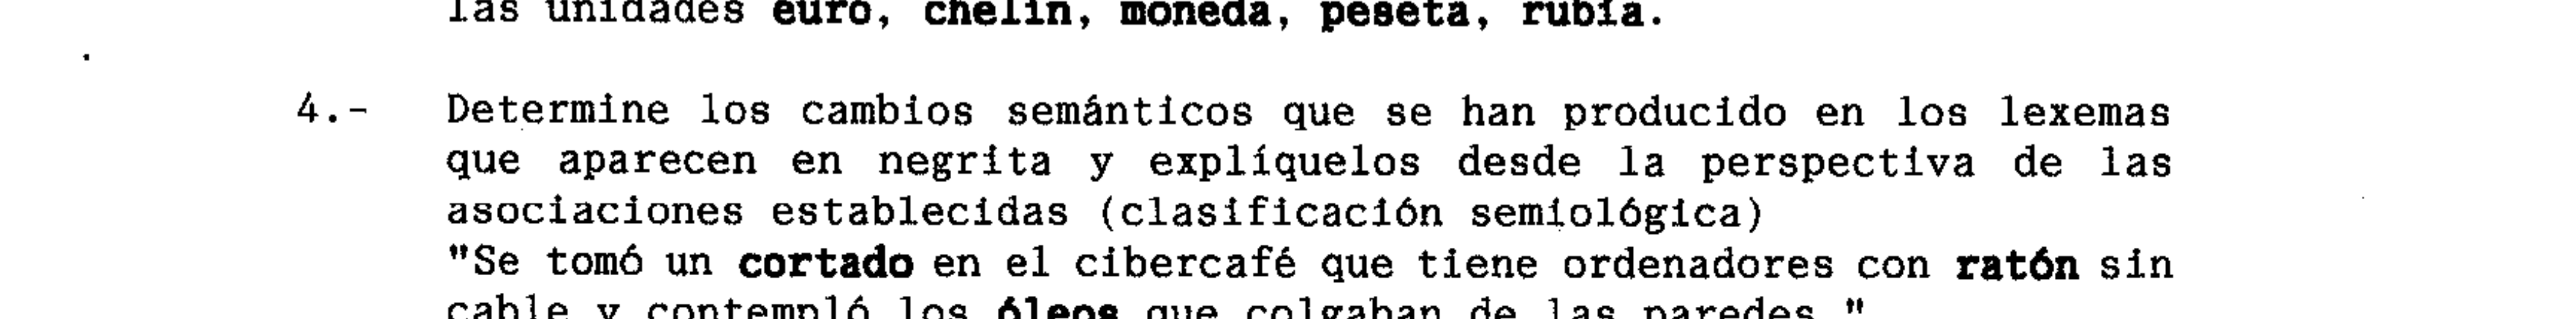 las unidades euro, chelín, moneda, peseta, rubia.
4.- Determine los cambios semánticos que se han producido en los lexemas
que aparecen en negrita y explíquelos desde la perspectiva de las
asociaciones establecidas (clasificación semiológica)
"Se tomó un cortado en el cibercafé que tiene ordenadores con ratón sin
cable y contempló los óleos que colgaban de las paredes."